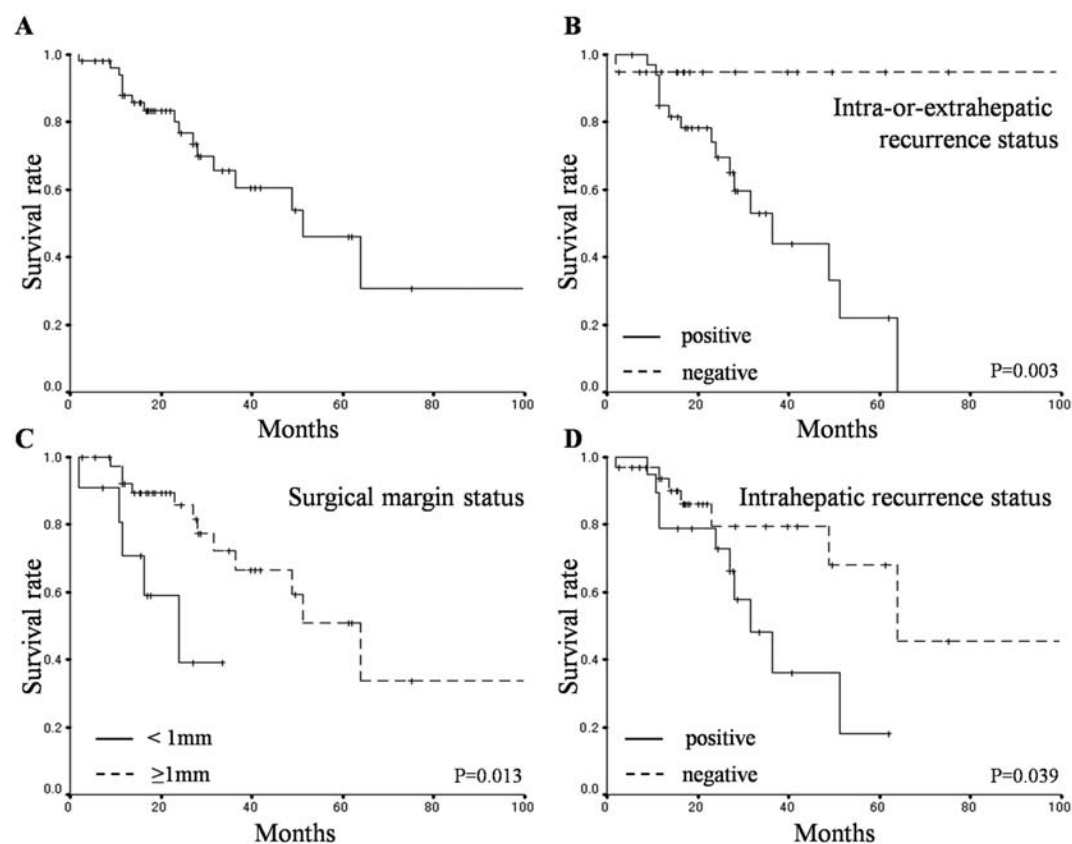 A
Survival rate
1.0
0.8
0.6
0.4
0.2
0.0
0 20 40 60 80 100
Months
B
Survival rate
1.0
0.8
0.6
0.4
0.2
0.0
Intra-or-extrahepatic
recurrence status
positive
negative
P=0.003
0 20 40 60 80 100
Months
C
Survival rate
1.0
0.8
0.6
0.4
0.2
0.0
Surgical margin status
< 1mm
≥1mm
P=0.013
0 20 40 60 80 100
Months
D
Survival rate
1.0
0.8
0.6
0.4
0.2
0.0
Intrahepatic recurrence status
positive
negative
P=0.039
0 20 40 60 80 100
Months